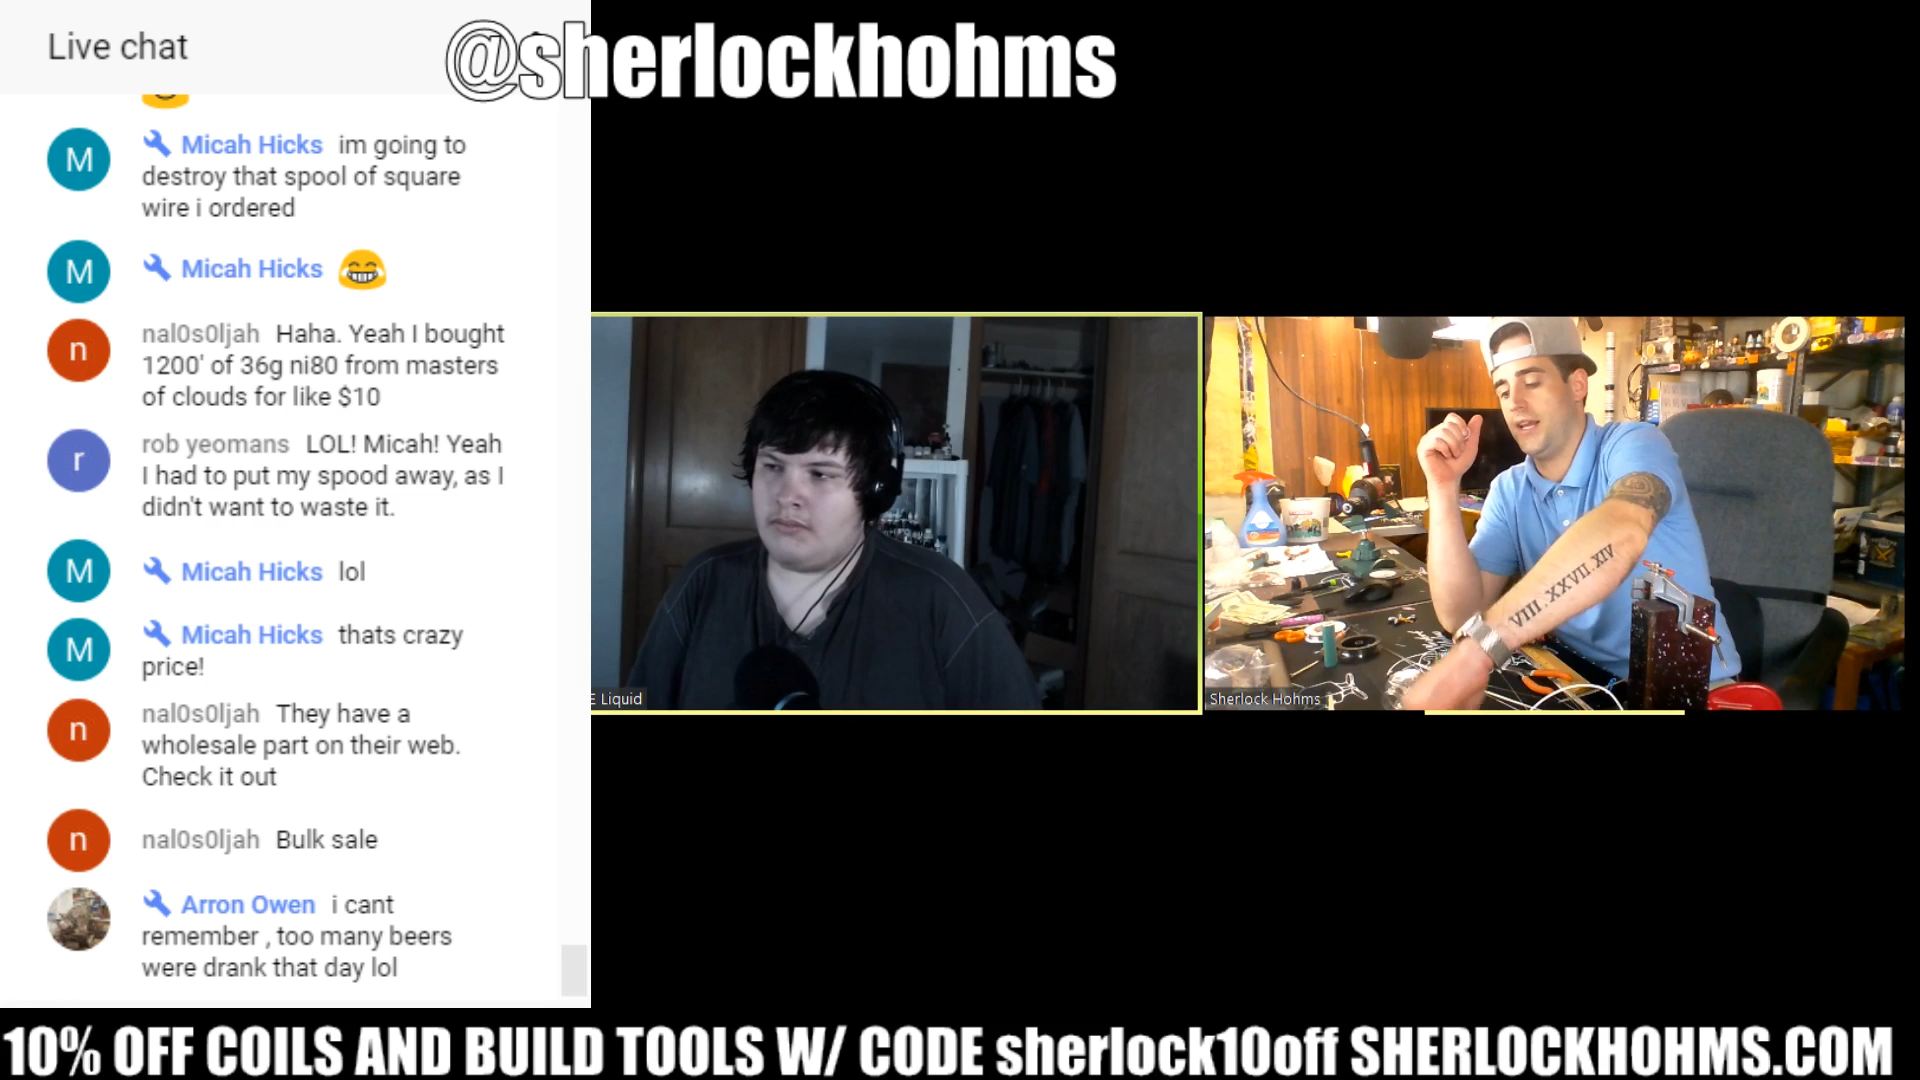 Live chat
@sherlockhohms
M
Micah Hicks im going to
destroy that spool of square
wire i ordered
M
Micah Hicks 😂
n
nal0s0ljah Haha. Yeah I bought
1200' of 36g ni80 from masters
of clouds for like $10
r
rob yeomans LOL! Micah! Yeah
I had to put my spood away, as I
didn't want to waste it.
M
Micah Hicks lol
M
Micah Hicks thats crazy
price!
n
nal0s0ljah They have a
wholesale part on their web.
Check it out
n
nal0s0ljah Bulk sale
Arron Owen i cant
remember , too many beers
were drank that day lol
E Liquid
Sherlock Hohms
VIII.XXVII.XIV
10% OFF COILS AND BUILD TOOLS W/ CODE sherlock10off SHERLOCKHOHMS.COM